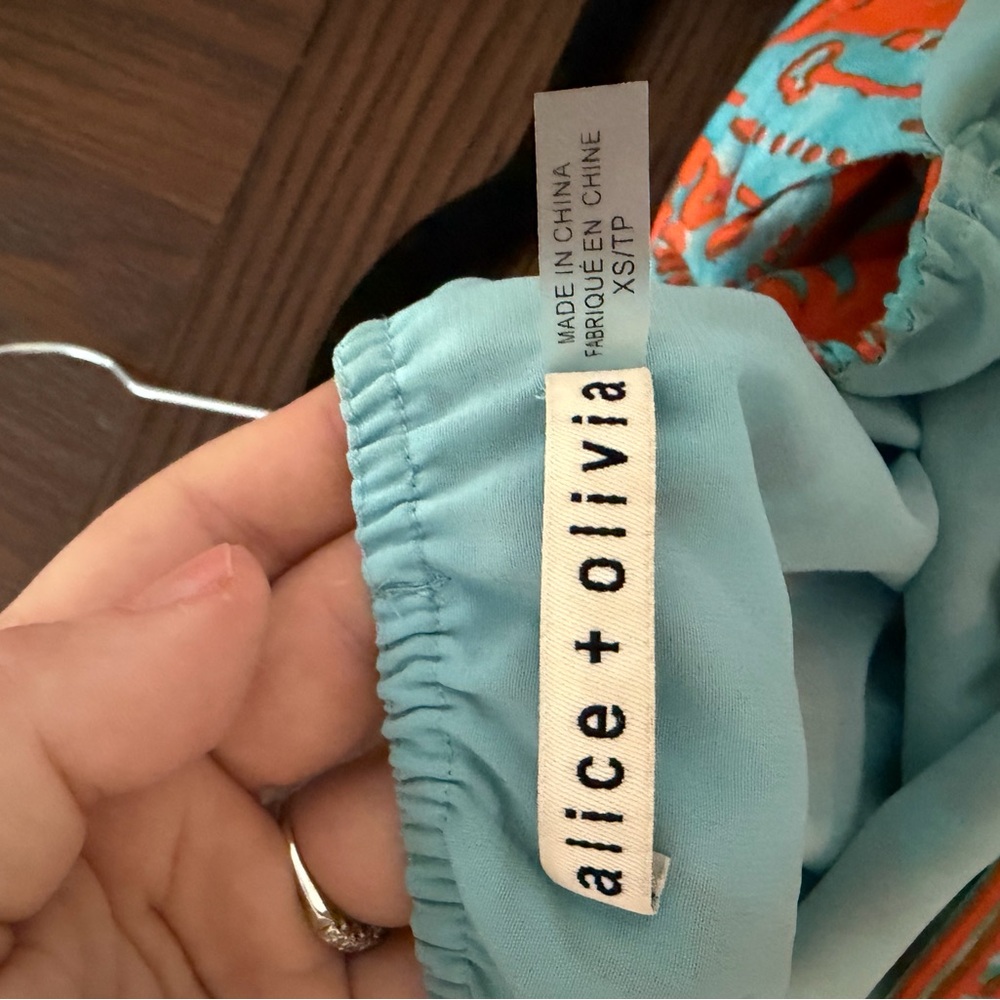 MADE IN CHINA
FABRIQUÉ EN CHINE
XS/TP
alice + olivia